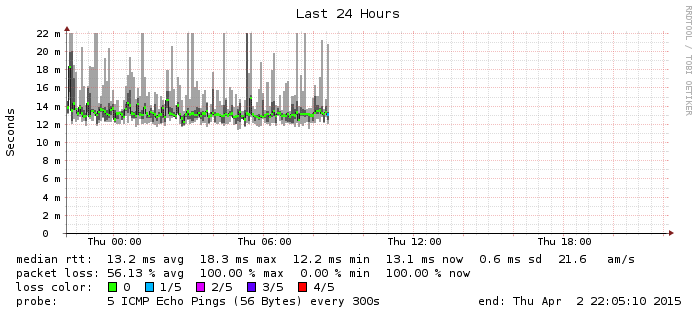 Last 24 Hours
RRDTOOL / TOBI OETIKER
Seconds
22 m
20 m
18 m
16 m
14 m
12 m
10 m
8 m
6 m
4 m
2 m
0
Thu 00:00 Thu 06:00 Thu 12:00 Thu 18:00
median rtt: 13.2 ms avg 18.3 ms max 12.2 ms min 13.1 ms now 0.6 ms sd 21.6 am/s
packet loss: 56.13 % avg 100.00 % max 0.00 % min 100.00 % now
loss color: 0 1/5 2/5 3/5 4/5
probe: 5 ICMP Echo Pings (56 Bytes) every 300s end: Thu Apr 2 22:05:10 2015